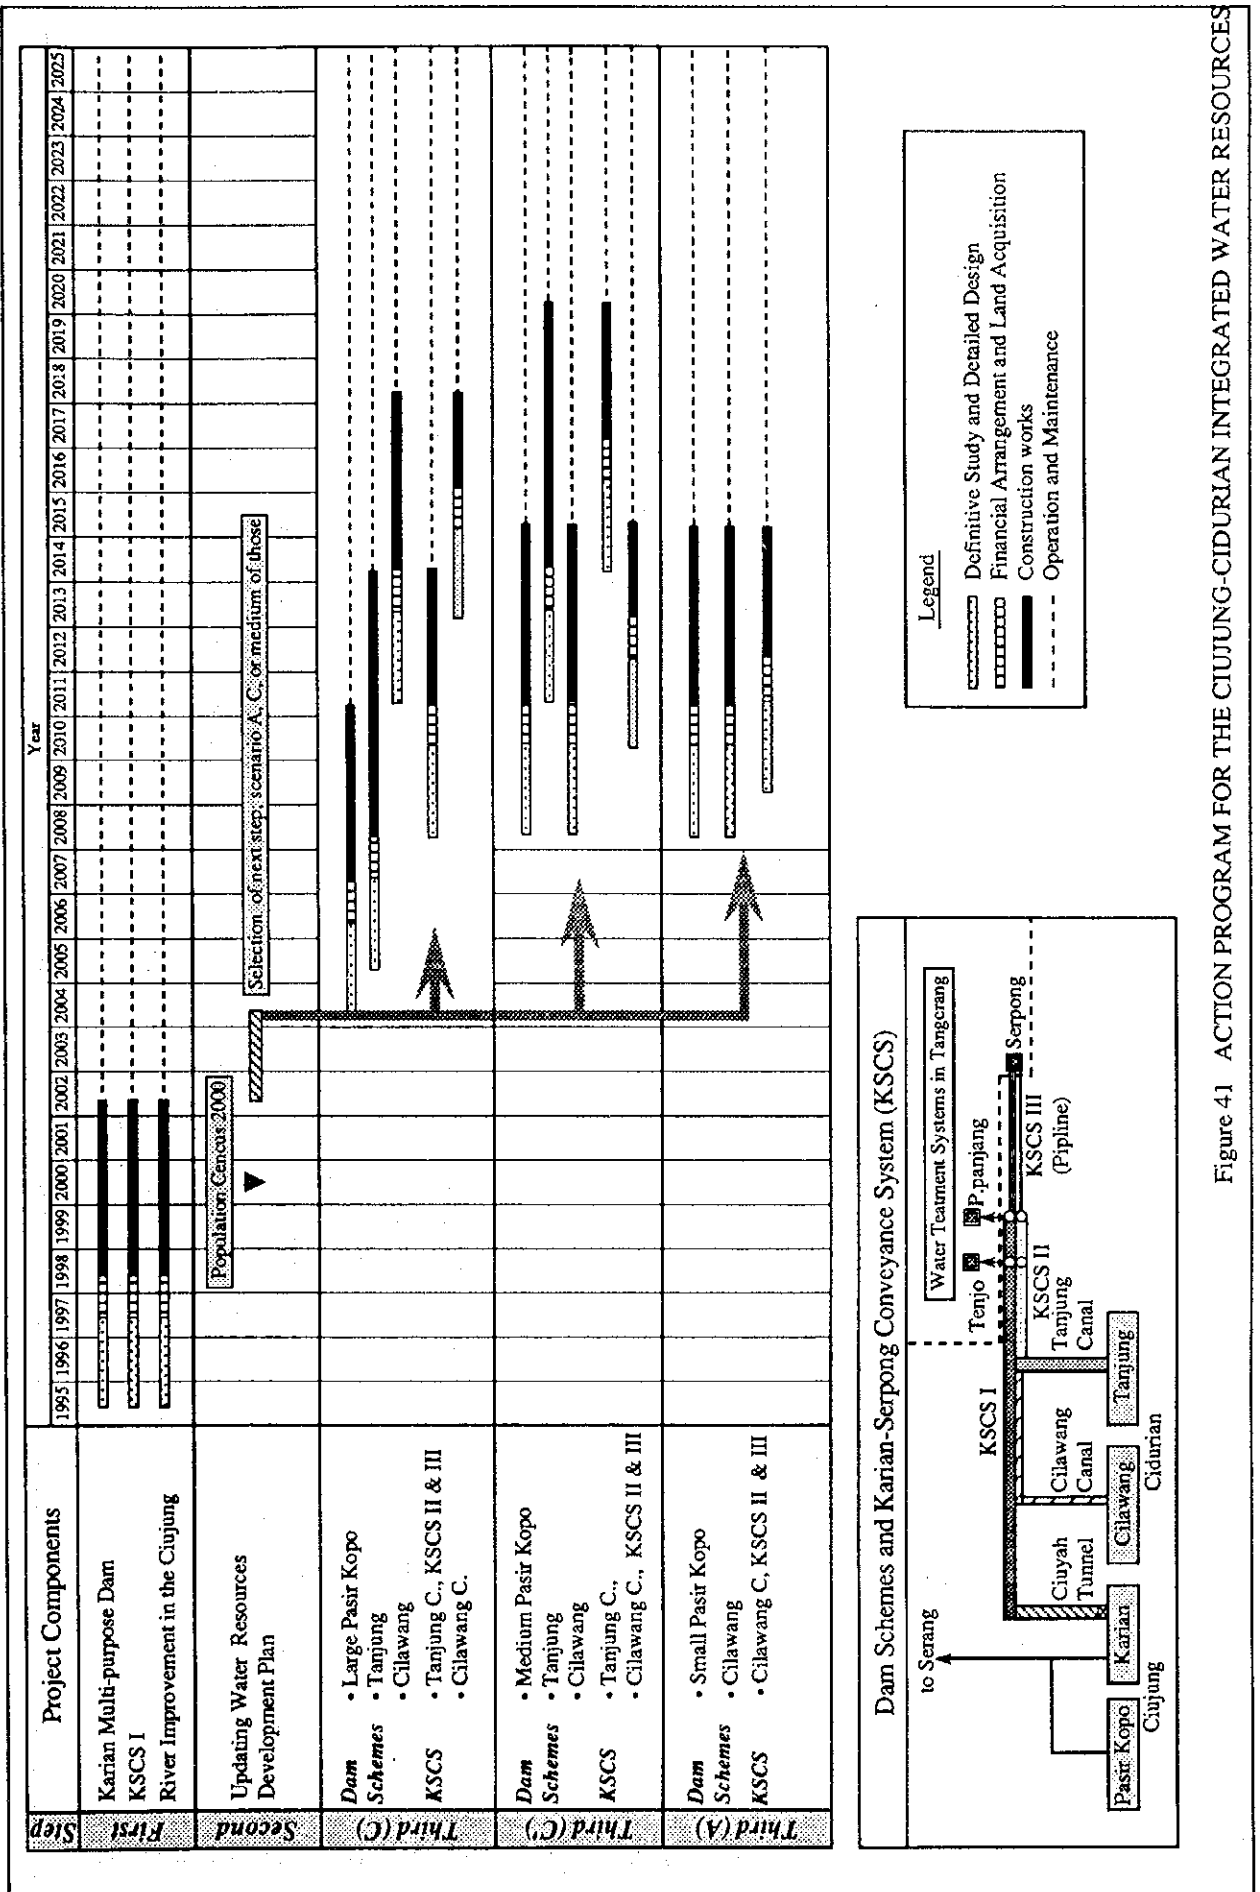 Step
Project Components
Year
1995 1996 1997 1998 1999 2000 2001 2002 2003 2004 2005 2006 2007 2008 2009 2010 2011 2012 2013 2014 2015 2016 2017 2018 2019 2020 2021 2022 2023 2024 2025
First
Karian Multi-purpose Dam
KSCS I
River Improvement in the Ciujung
Second
Updating Water Resources
Development Plan
Population Cencus 2000
Selection of next step; scenario A, C, or medium of those
Third (C)
Dam
Schemes
• Large Pasir Kopo
• Tanjung
• Cilawang
KSCS
• Tanjung C., KSCS II & III
• Cilawang C.
Third (C')
Dam
Schemes
• Medium Pasir Kopo
• Tanjung
• Cilawang
KSCS
• Tanjung C.,
• Cilawang C., KSCS II & III
Third (A)
Dam
Schemes
• Small Pasir Kopo
• Cilawang
KSCS
• Cilawang C, KSCS II & III
Dam Schemes and Karian-Serpong Conveyance System (KSCS)
to Serang
Water Teatment Systems in Tangcrang
Tenjo
P.panjang
Serpong
KSCS I
KSCS II
KSCS III
(Pipline)
Ciuyah
Tunnel
Cilawang
Canal
Tanjung
Canal
Pasir Kopo
Karian
Cilawang
Tanjung
Ciujung
Cidurian
Legend
Definitive Study and Detailed Design
Financial Arrangement and Land Acquisition
Construction works
Operation and Maintenance
Figure 41 ACTION PROGRAM FOR THE CIUJUNG-CIDURIAN INTEGRATED WATER RESOURCES